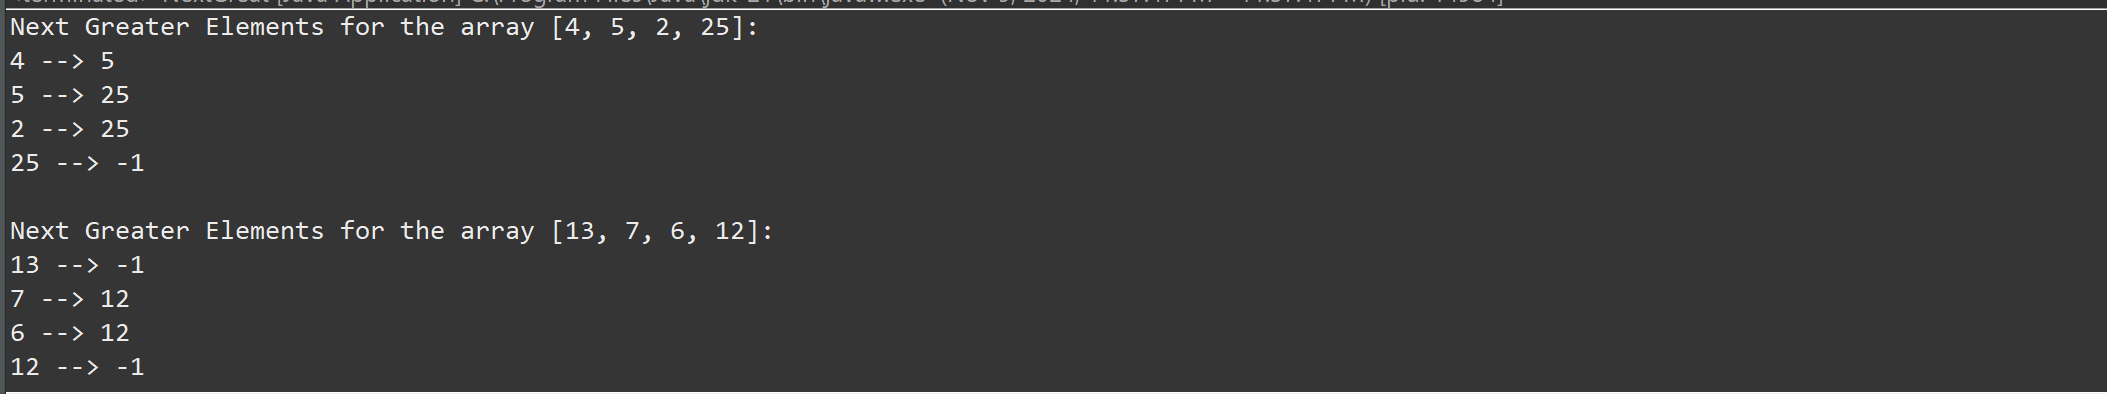 Next Greater Elements for the array [4, 5, 2, 25]:
4 --> 5
5 --> 25
2 --> 25
25 --> -1
Next Greater Elements for the array [13, 7, 6, 12]:
13 --> -1
7 --> 12
6 --> 12
12 --> -1